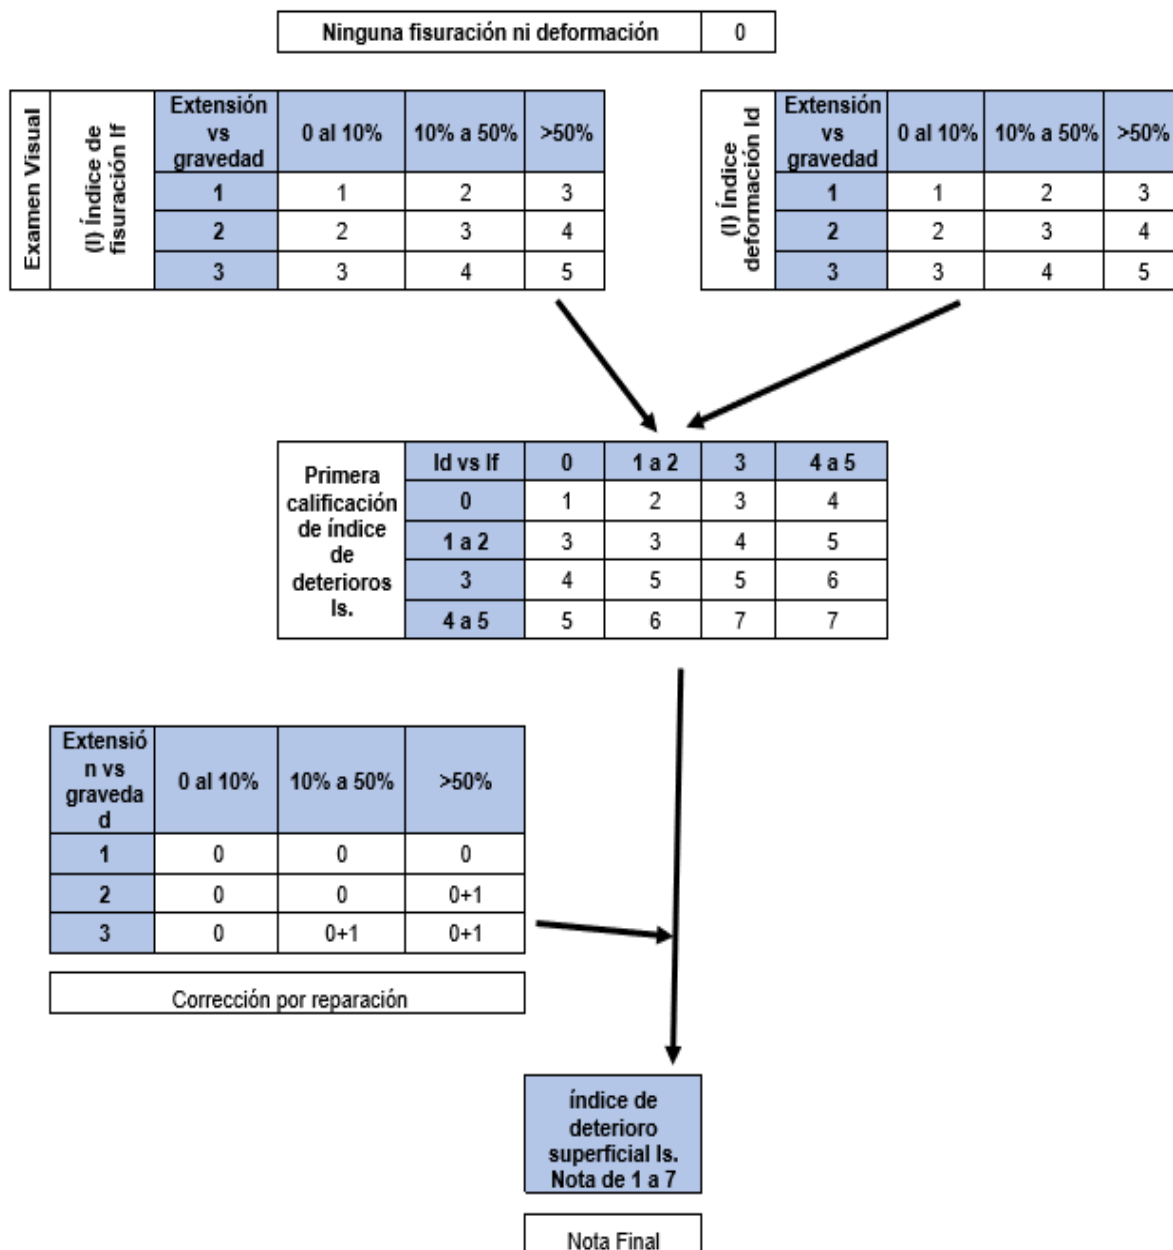 Ninguna fisuración ni deformación 0
Examen Visual
(I) Índice de
fisuración If
Extensión
vs
gravedad
0 al 10% 10% a 50% >50%
1 1 2 3
2 2 3 4
3 3 4 5
(I) Índice
deformación Id
Extensión
vs
gravedad
0 al 10% 10% a 50% >50%
1 1 2 3
2 2 3 4
3 3 4 5
Primera
calificación
de índice
de
deterioros
Is.
Id vs If 0 1 a 2 3 4 a 5
0 1 2 3 4
1 a 2 3 3 4 5
3 4 5 5 6
4 a 5 5 6 7 7
Extensió
n vs
graveda
d
0 al 10% 10% a 50% >50%
1 0 0 0
2 0 0 0+1
3 0 0+1 0+1
Corrección por reparación
índice de
deterioro
superficial Is.
Nota de 1 a 7
Nota Final